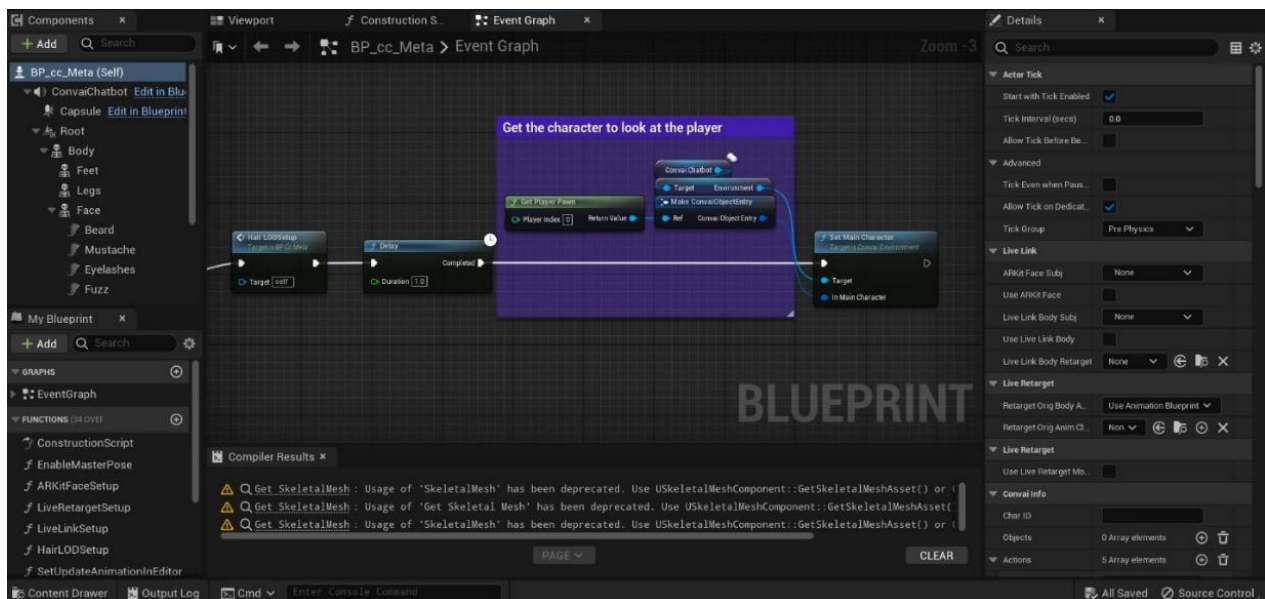 Components ×
+ Add Search
BP_cc_Meta (Self)
ConvaiChatbot Edit in Blu
Capsule Edit in Blueprint
Root
Body
Feet
Legs
Face
Beard
Mustache
Eyelashes
Fuzz
My Blueprint ×
+ Add Search
GRAPHS
EventGraph
FUNCTIONS (34 OVER
ConstructionScript
EnableMasterPose
ARKitFaceSetup
LiveRetargetSetup
LiveLinkSetup
HairLODSetup
SetUpdateAnimationInEditor
Viewport
Construction S...
Event Graph ×
BP_cc_Meta > Event Graph
Zoom -3
Get the character to look at the player
Convai Chatbot
Target Environment
Make ConvaiObjectEntry
Ref Convai Object Entry
Get Player Pawn
Player Index 0 Return Value
Hair LODSetup
Target is BP Cc Meta
Target self
Delay
Completed
Duration 1.0
Set Main Character
Target is Convai Environment
Target
In Main Character
BLUEPRINT
Compiler Results ×
Get SkeletalMesh : Usage of 'SkeletalMesh' has been deprecated. Use USkeletalMeshComponent::GetSkeletalMeshAsset() or (
Get SkeletalMesh : Usage of 'Get Skeletal Mesh' has been deprecated. Use USkeletalMeshComponent::GetSkeletalMeshAsset(
Get SkeletalMesh : Usage of 'SkeletalMesh' has been deprecated. Use USkeletalMeshComponent::GetSkeletalMeshAsset() or (
PAGE
CLEAR
Details ×
Search
Actor Tick
Start with Tick Enabled
Tick Interval (secs) 0.0
Allow Tick Before Be...
Advanced
Tick Even when Paus...
Allow Tick on Dedicat...
Tick Group Pre Physics
Live Link
ARKit Face Subj None
Use ARKit Face
Live Link Body Subj None
Use Live Link Body
Live Link Body Retarget None
Live Retarget
Retarget Orig Body A... Use Animation Blueprint
Retarget Orig Anim Cl.. Non
Live Retarget
Use Live Retarget Mo...
Convai Info
Char ID
Objects 0 Array elements
Actions 5 Array elements
Content Drawer Output Log Cmd Enter Console Command All Saved Source Control